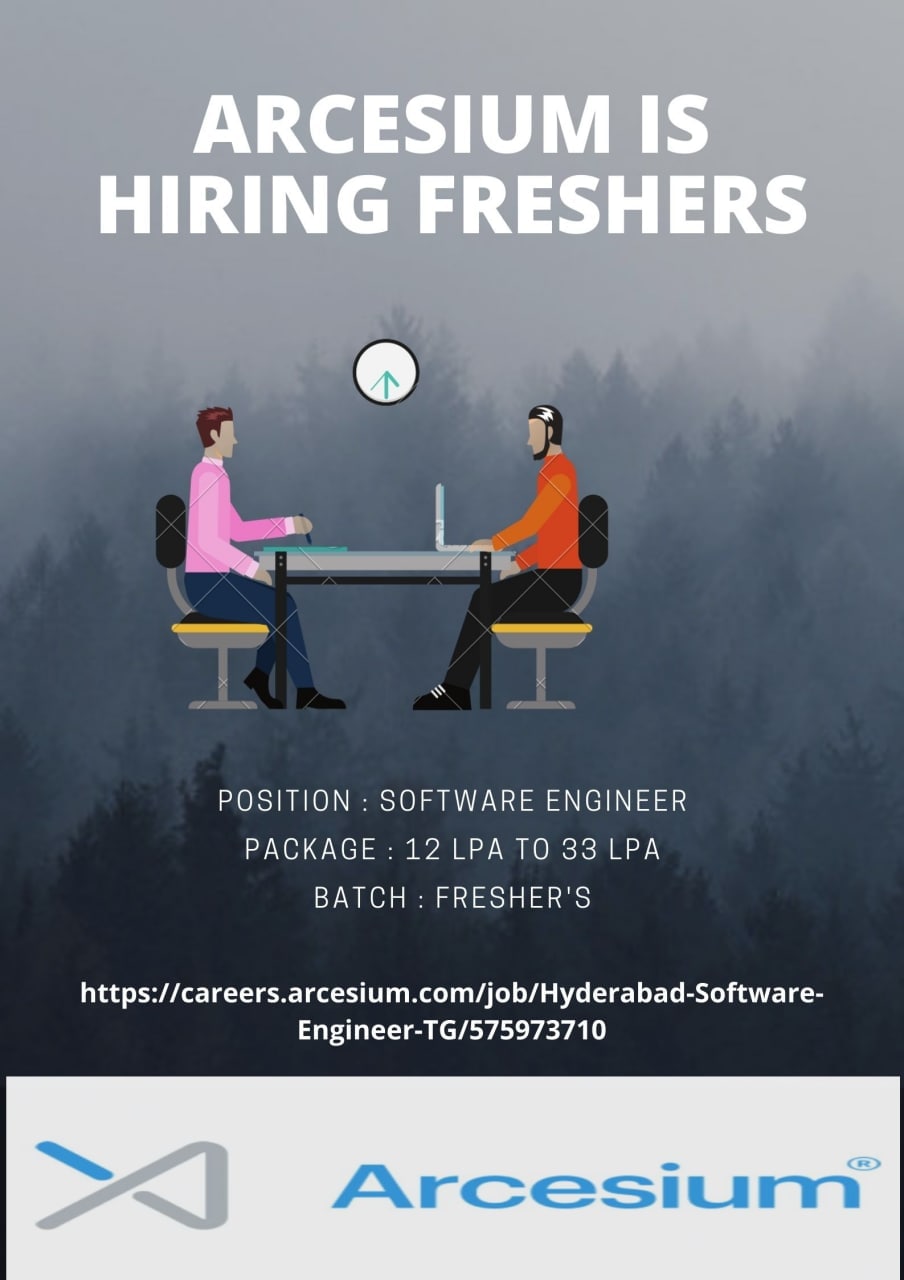 ARCESIUM IS
HIRING FRESHERS
POSITION : SOFTWARE ENGINEER
PACKAGE : 12 LPA TO 33 LPA
BATCH : FRESHER'S
https://careers.arcesium.com/job/Hyderabad-Software-
Engineer-TG/575973710
Arcesium®